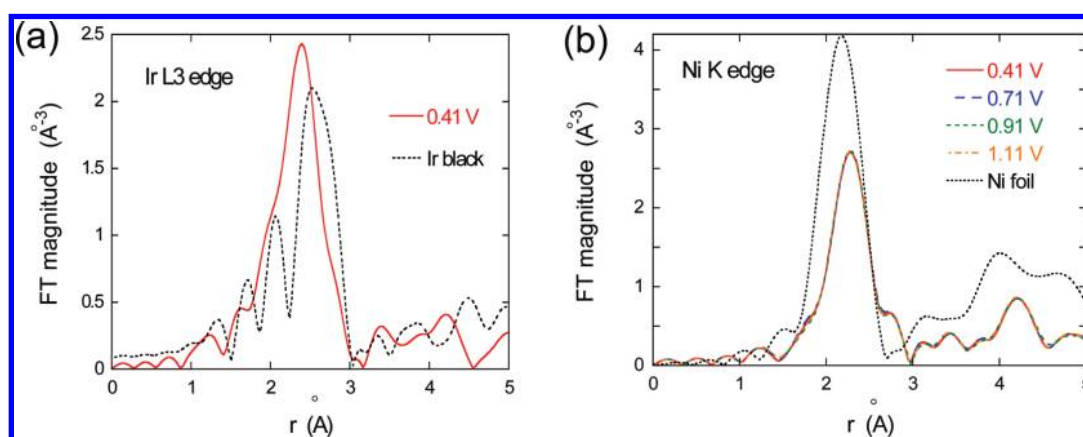 (a)
Ir L3 edge
0.41 V
Ir black
FT magnitude (Å-3)
2.5
2
1.5
1
0.5
0
0 1 2 3 4 5
r (Å)
(b)
Ni K edge
0.41 V
0.71 V
0.91 V
1.11 V
Ni foil
FT magnitude (Å-3)
4
3
2
1
0
0 1 2 3 4 5
r (Å)